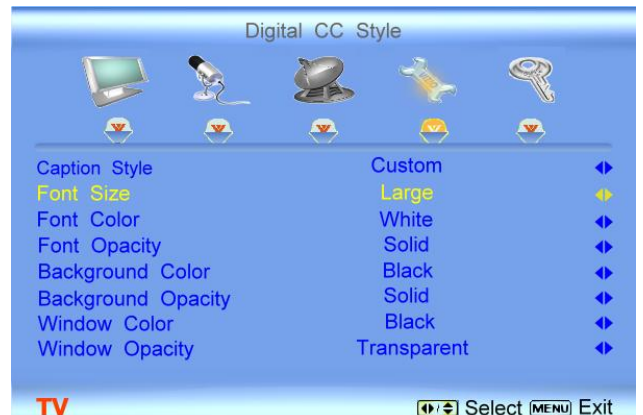 Digital CC Style
Caption Style Custom
Font Size Large
Font Color White
Font Opacity Solid
Background Color Black
Background Opacity Solid
Window Color Black
Window Opacity Transparent
TV Select MENU Exit